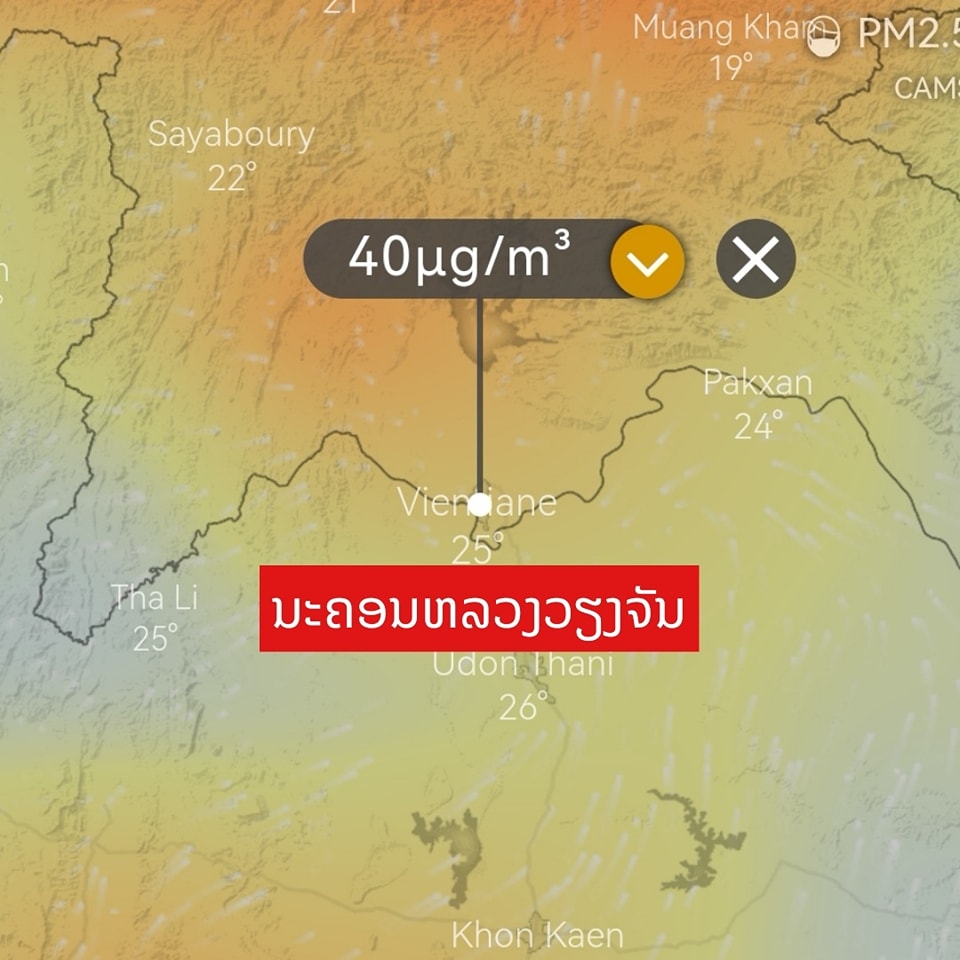 21
Muang Kham
PM2.5
19°
CAMS
Sayaboury
22°
40µg/m³
Pakxan
24°
Vientiane
25°
Tha Li
25°
ນະຄອນຫລວງວຽງຈັນ
Udon Thani
26°
Khon Kaen